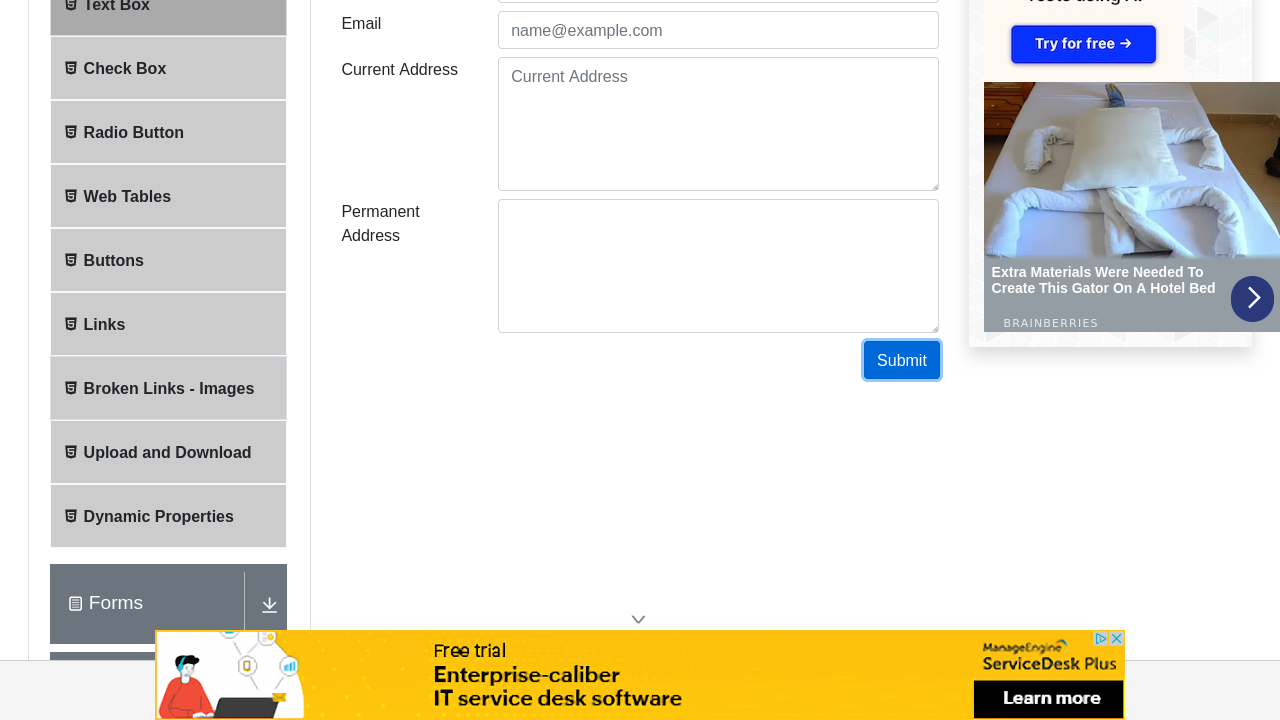 Text Box
Email
name@example.com
Try for free →
Check Box
Current Address
Current Address
Radio Button
Web Tables
Permanent
Address
Buttons
Extra Materials Were Needed To
Create This Gator On A Hotel Bed
BRAINBERRIES
Links
Submit
Broken Links - Images
Upload and Download
Dynamic Properties
Forms
Free trial
Enterprise-caliber
IT service desk software
ManageEngine
ServiceDesk Plus
Learn more